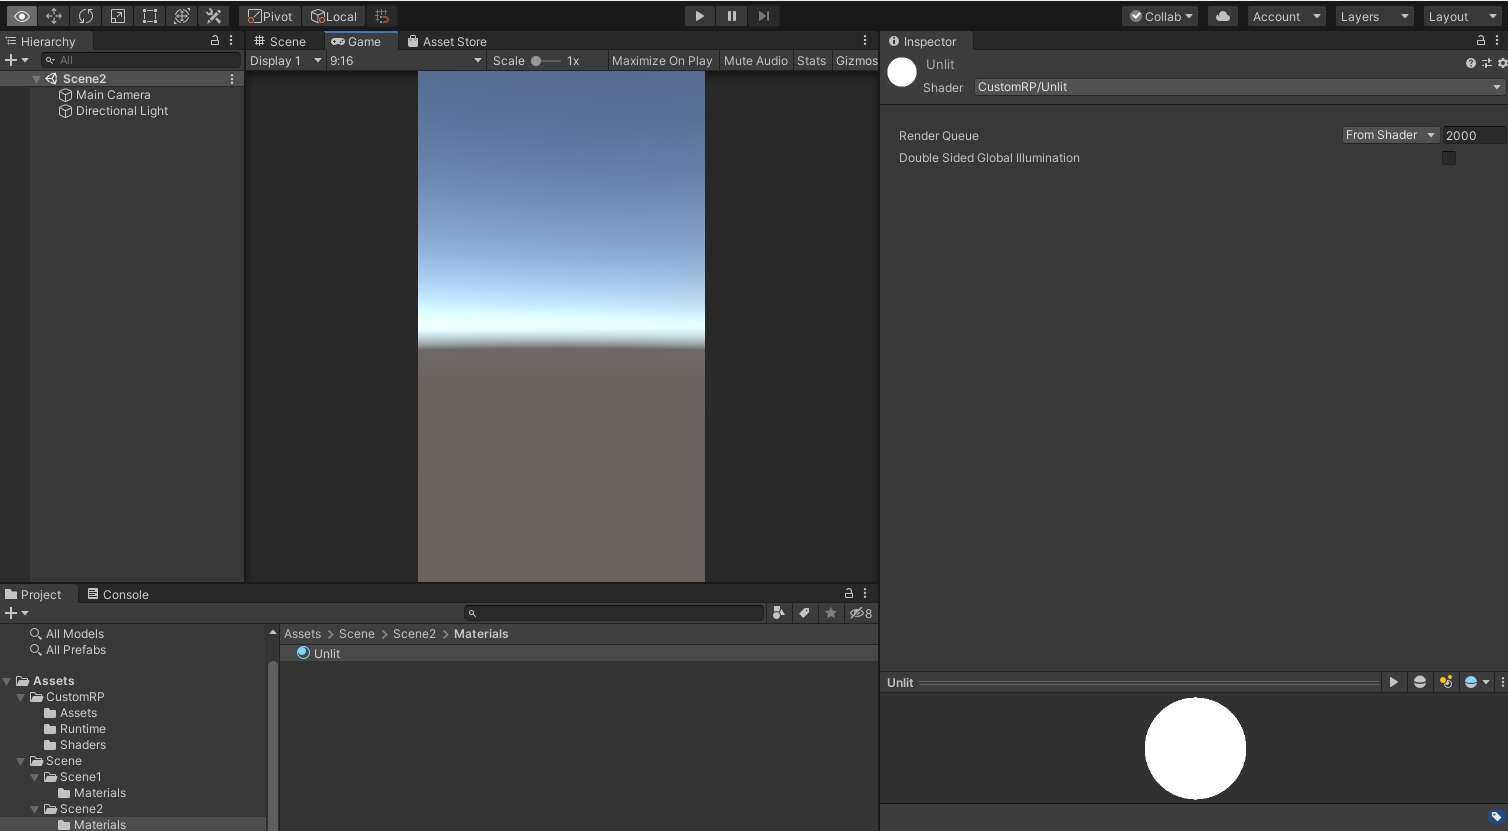 Pivot Local Collab Account Layers Layout
Hierarchy
All
Scene2
Main Camera
Directional Light
Scene Game Asset Store
Display 1 9:16 Scale 1x Maximize On Play Mute Audio Stats Gizmos
Inspector
Unlit
Shader CustomRP/Unlit
Render Queue From Shader 2000
Double Sided Global Illumination
Project Console
8
All Models
All Prefabs
Assets
CustomRP
Assets
Runtime
Shaders
Scene
Scene1
Materials
Scene2
Materials
Assets > Scene > Scene2 > Materials
Unlit
Unlit